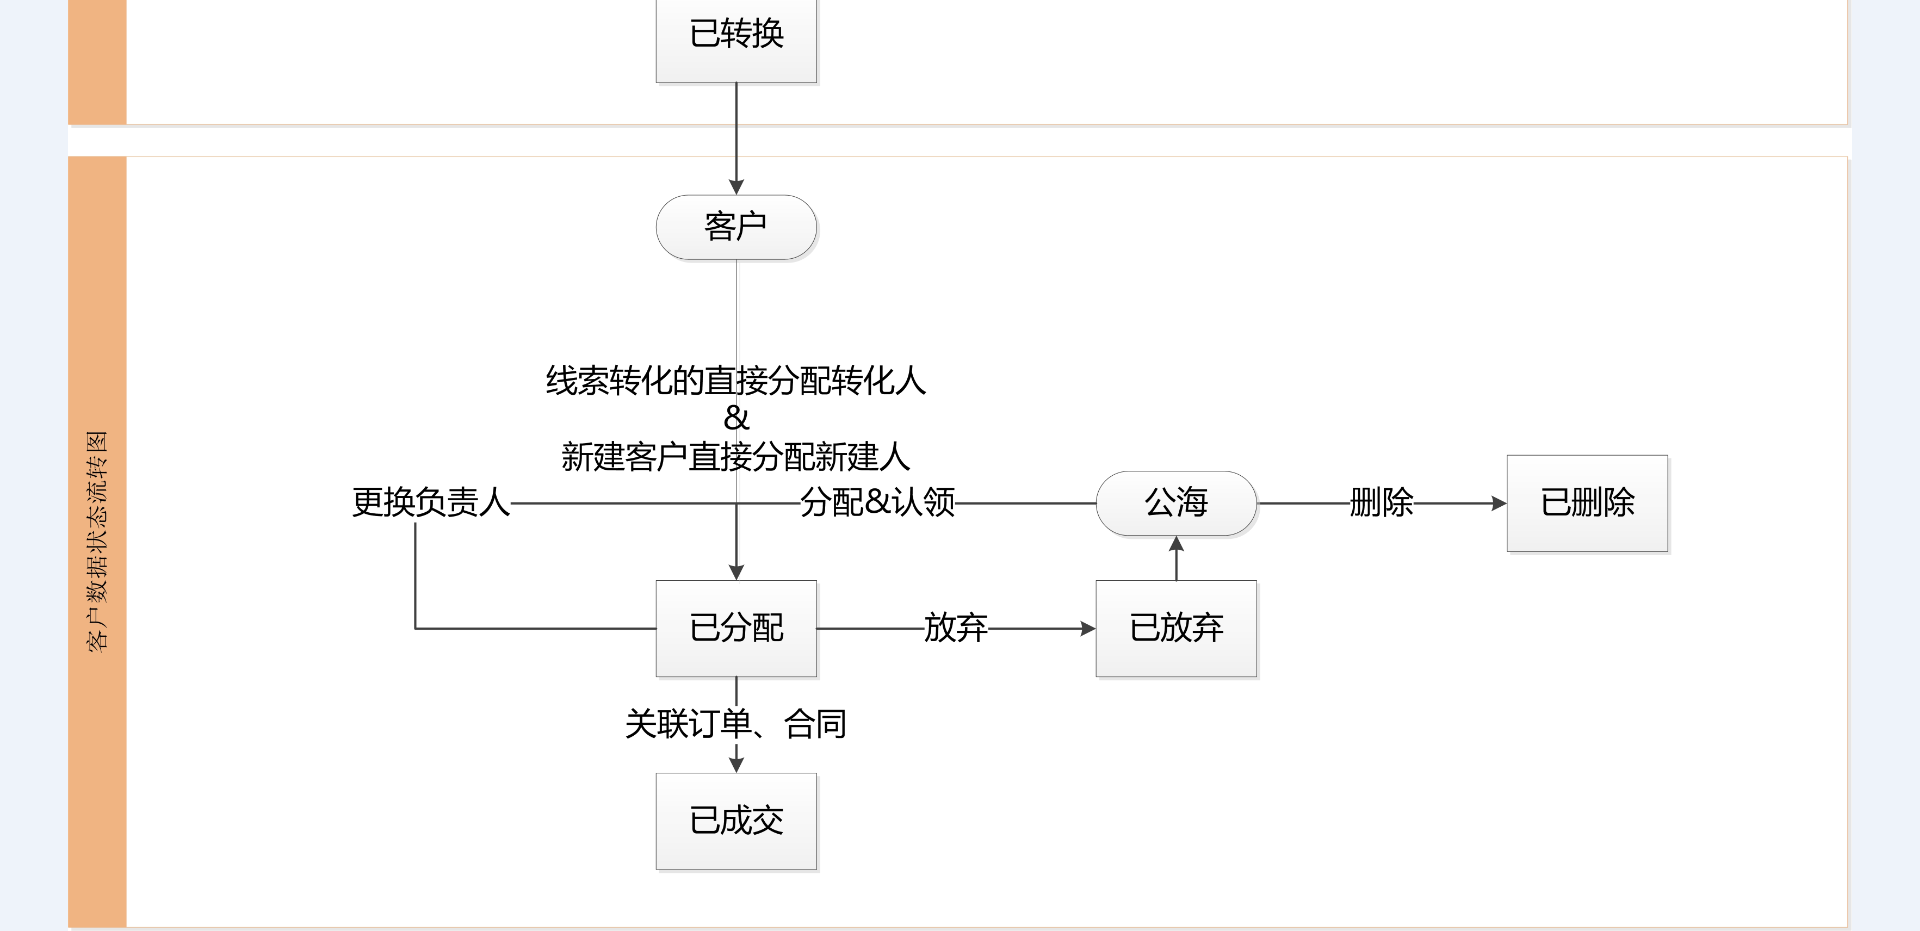 已转换
客户
线索转化的直接分配转化人
&
新建客户直接分配新建人
更换负责人
分配&认领
公海
删除
已删除
客户数据状态流转图
已分配
放弃
已放弃
关联订单、合同
已成交